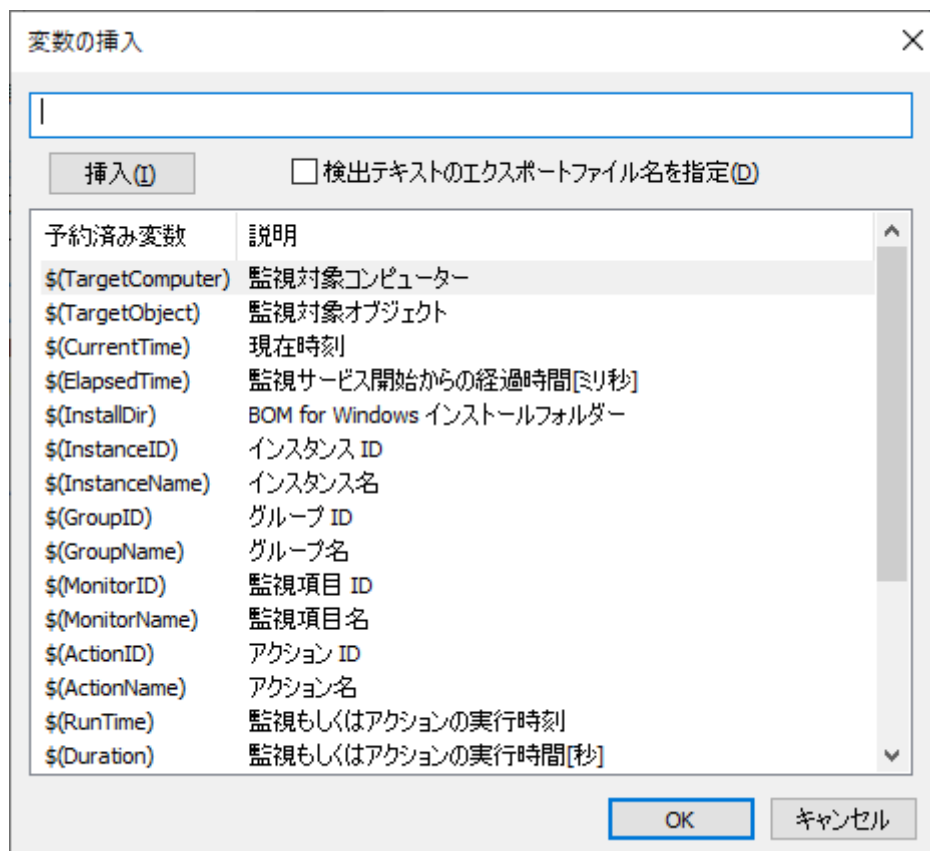 変数の挿入
挿入(I)
検出テキストのエクスポートファイル名を指定(D)
予約済み変数 説明
$(TargetComputer) 監視対象コンピューター
$(TargetObject) 監視対象オブジェクト
$(CurrentTime) 現在時刻
$(ElapsedTime) 監視サービス開始からの経過時間[ミリ秒]
$(InstallDir) BOM for Windows インストールフォルダー
$(InstanceID) インスタンス ID
$(InstanceName) インスタンス名
$(GroupID) グループ ID
$(GroupName) グループ名
$(MonitorID) 監視項目 ID
$(MonitorName) 監視項目名
$(ActionID) アクション ID
$(ActionName) アクション名
$(RunTime) 監視もしくはアクションの実行時刻
$(Duration) 監視もしくはアクションの実行時間[秒]
OK キャンセル